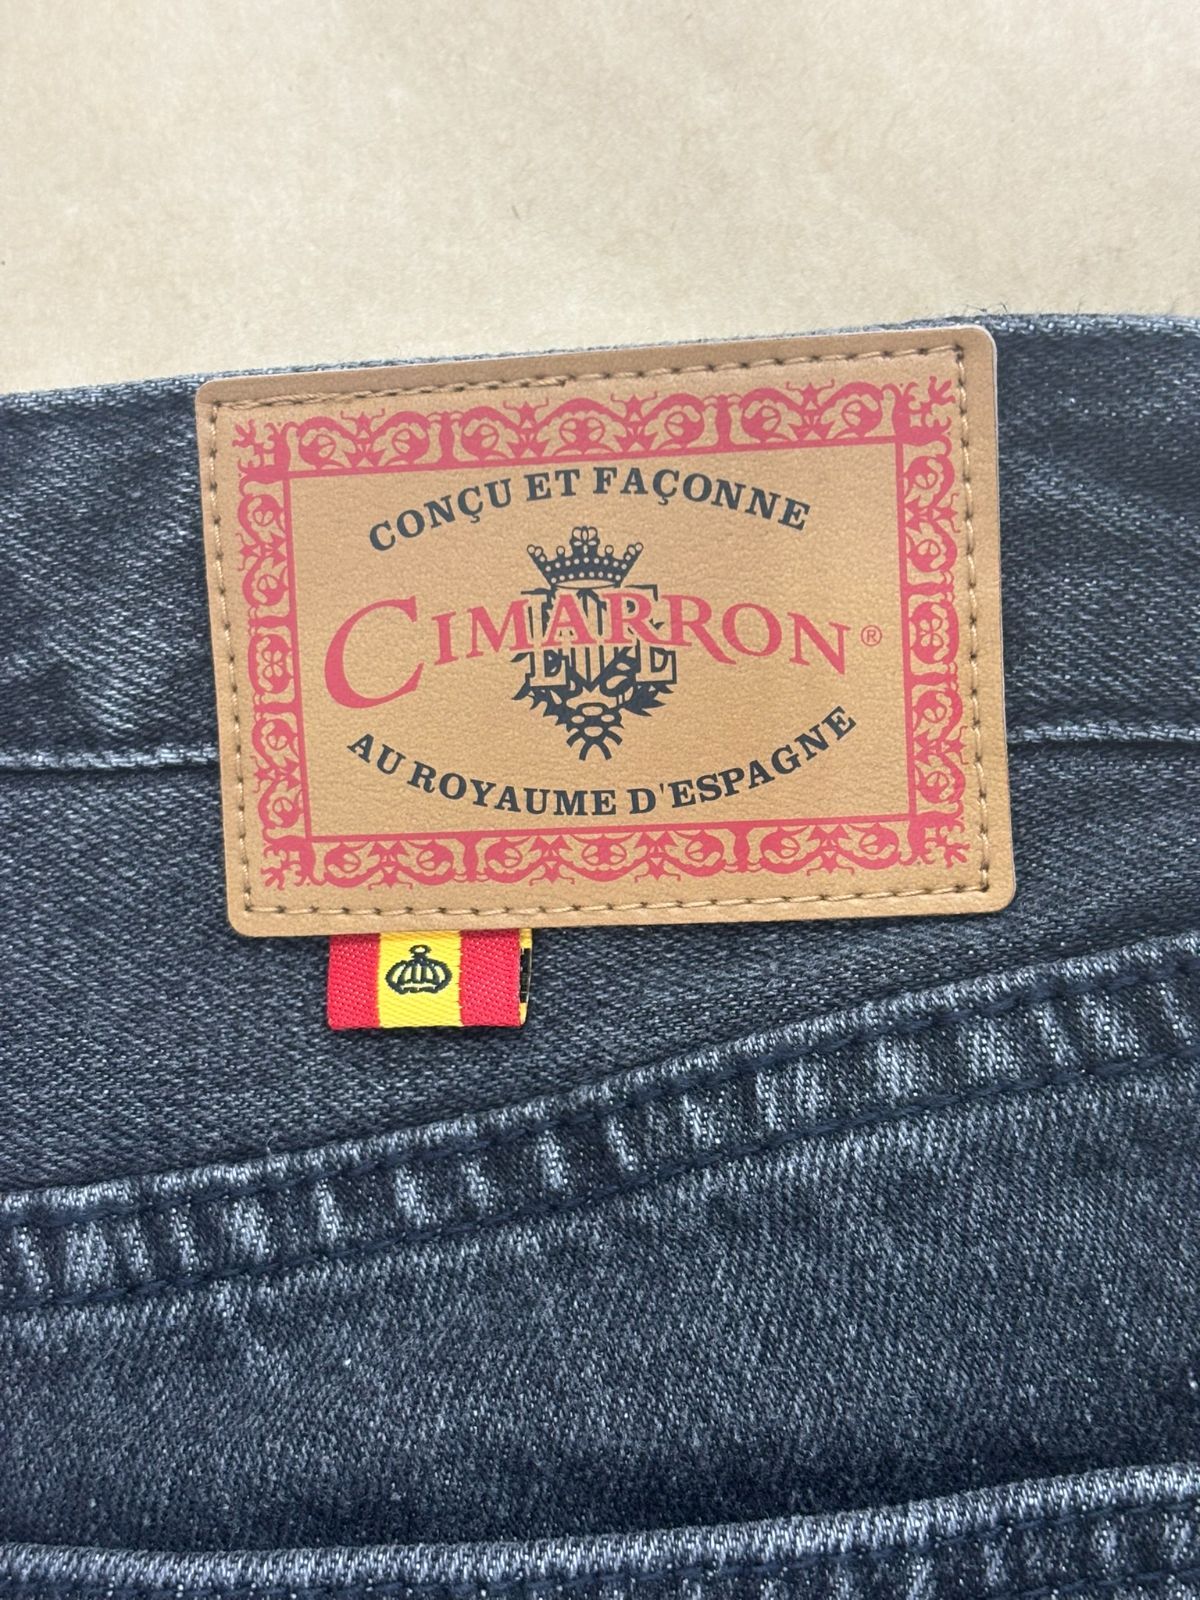 CONÇU ET FAÇONNE
CIMARRON®
AU ROYAUME D'ESPAGNE